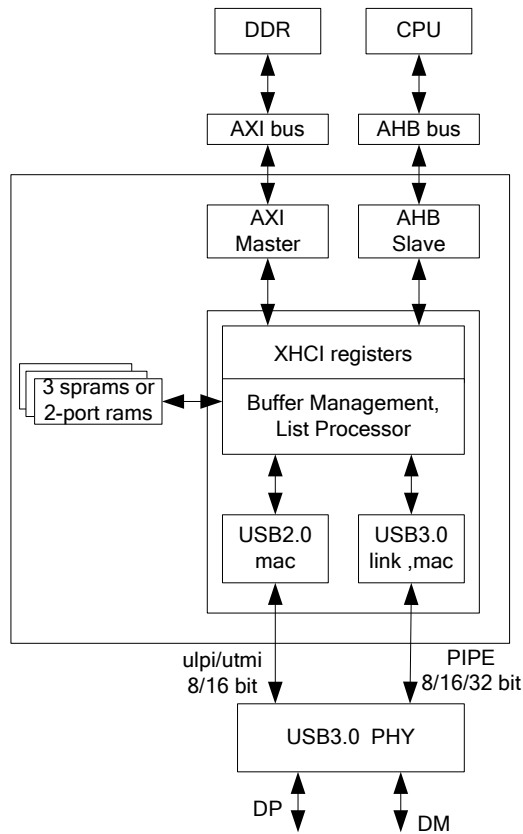 DDR
CPU
AXI bus
AHB bus
AXI
Master
AHB
Slave
XHCI registers
3 sprams or
2-port rams
Buffer Management,
List Processor
USB2.0
mac
USB3.0
link ,mac
ulpi/utmi
8/16 bit
PIPE
8/16/32 bit
USB3.0 PHY
DP
DM